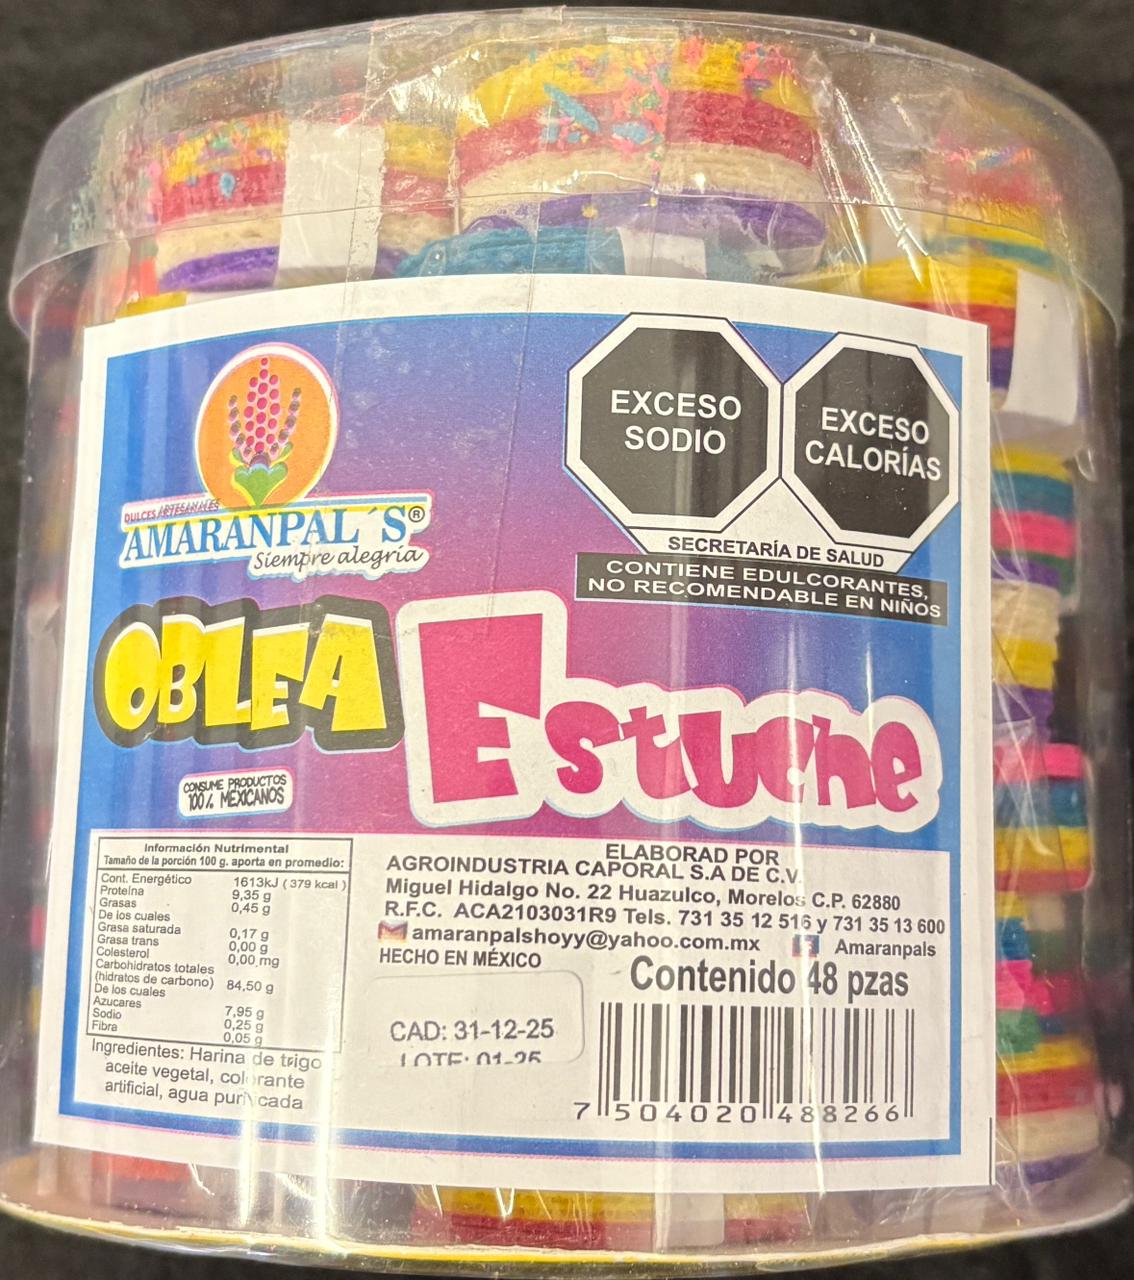 EXCESO
SODIO
EXCESO
CALORÍAS
SECRETARÍA DE SALUD
CONTIENE EDULCORANTES,
NO RECOMENDABLE EN NIÑOS
DULCES ARTESANALES
AMARANPAL´S®
Siempre alegría
OBLEA Estuche
CONSUME PRODUCTOS
100% MEXICANOS
Información Nutrimental
Tamaño de la porción 100 g. aporta en promedio:
Cont. Energético 1613kJ ( 379 kcal )
Proteína 9,35 g
Grasas 0,45 g
De los cuales
Grasa saturada 0,17 g
Grasa trans 0,00 g
Colesterol 0,00 mg
Carbohidratos totales
(hidratos de carbono) 84,50 g
De los cuales
Azucares 7,95 g
Sodio 0,25 g
Fibra 0,05 g
Ingredientes: Harina de trigo
aceite vegetal, colorante
artificial, agua purificada
ELABORAD POR
AGROINDUSTRIA CAPORAL S.A DE C.V.
Miguel Hidalgo No. 22 Huazulco, Morelos C.P. 62880
R.F.C. ACA2103031R9 Tels. 731 35 12 516 y 731 35 13 600
amaranpalshoyy@yahoo.com.mx Amaranpals
HECHO EN MÉXICO
Contenido 48 pzas
CAD: 31-12-25
LOTE: 01-25
7 504020 488266